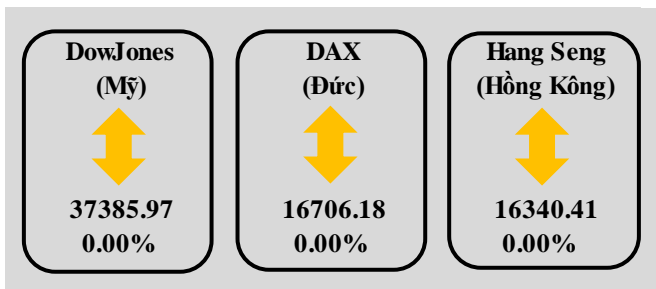 DowJones
(Mỹ)
37385.97
0.00%
DAX
(Đức)
16706.18
0.00%
Hang Seng
(Hồng Kông)
16340.41
0.00%